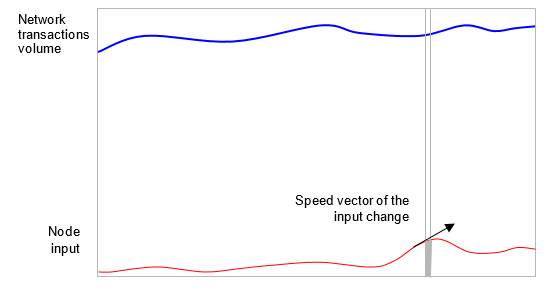 Network
transactions
volume
Speed vector of the
input change
Node
input